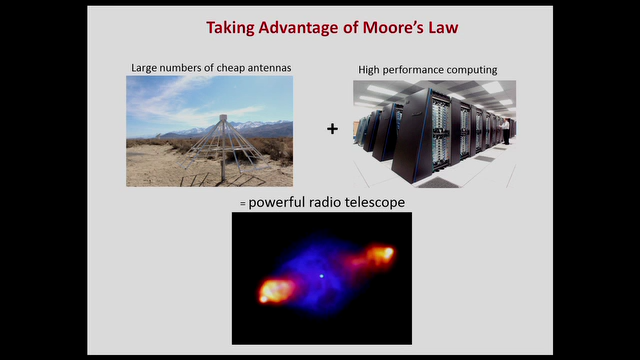 Taking Advantage of Moore's Law
Large numbers of cheap antennas
High performance computing
+
= powerful radio telescope